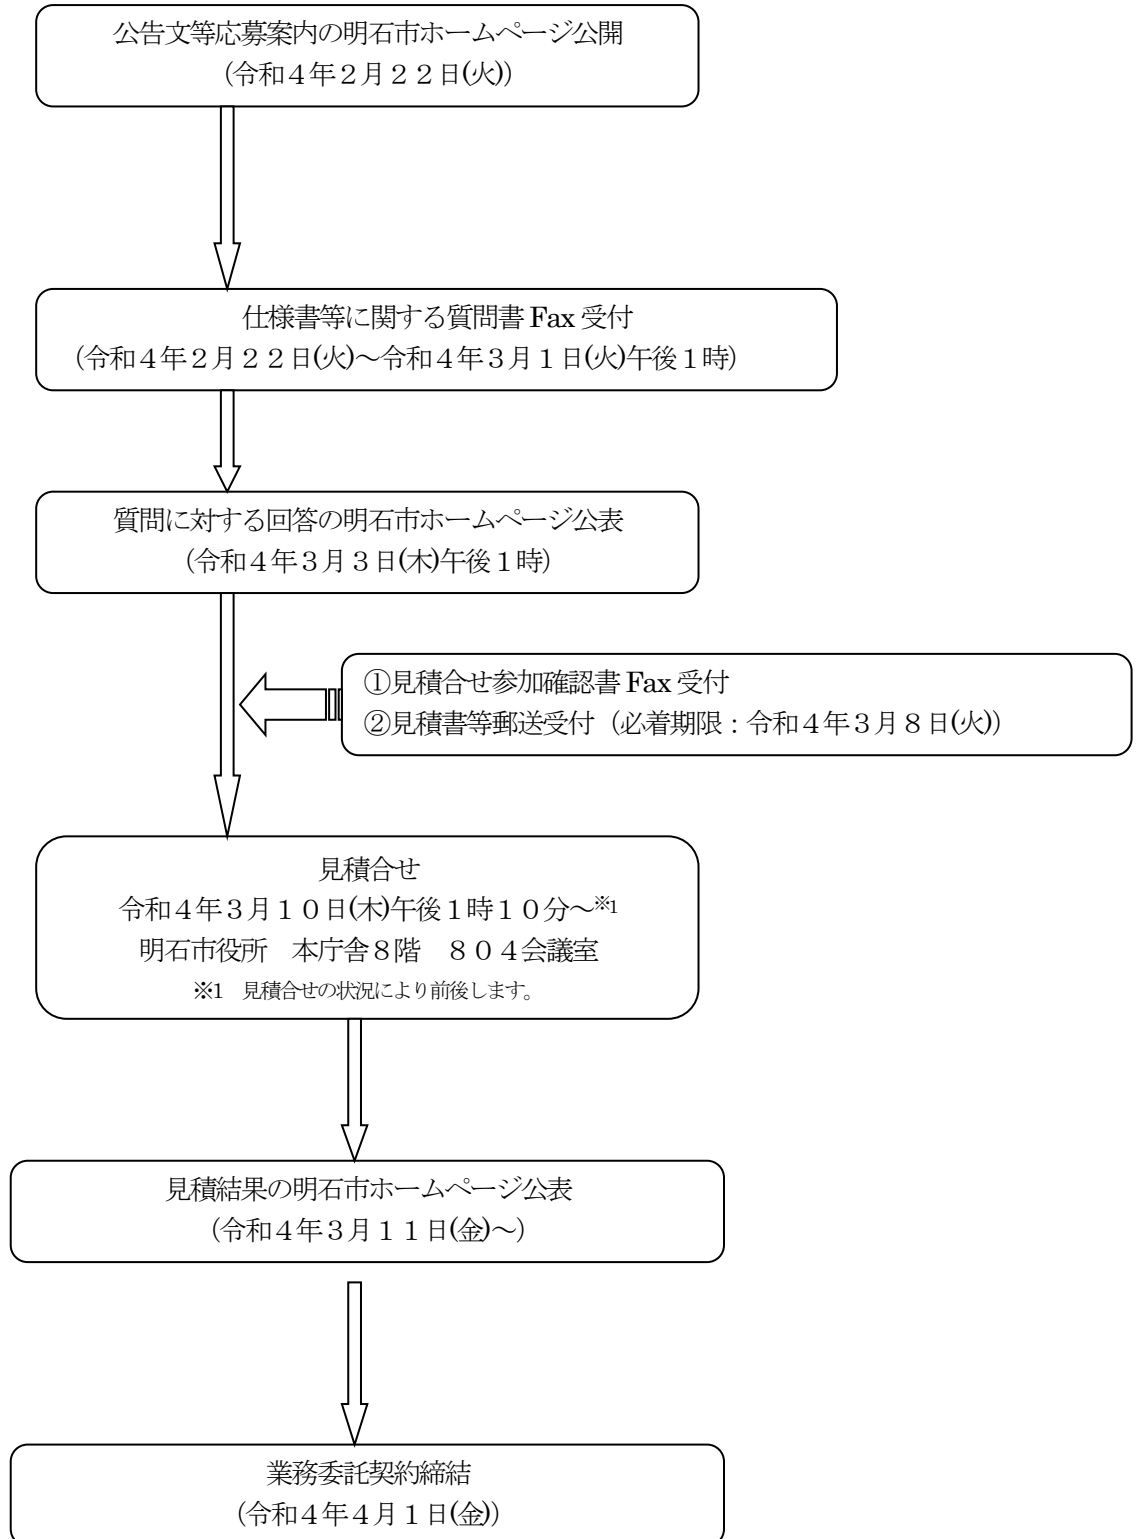 公告文等応募案内の明石市ホームページ公開
（令和４年２月２２日(火)）
仕様書等に関する質問書 Fax 受付
（令和４年２月２２日(火)～令和４年３月１日(火)午後１時）
質問に対する回答の明石市ホームページ公表
（令和４年３月３日(木)午後１時）
①見積合せ参加確認書 Fax 受付
②見積書等郵送受付（必着期限：令和４年３月８日(火)）
見積合せ
令和４年３月１０日(木)午後１時１０分～※1
明石市役所　本庁舎８階　８０４会議室
※1　見積合せの状況により前後します。
見積結果の明石市ホームページ公表
（令和４年３月１１日(金)～）
業務委託契約締結
（令和４年４月１日(金)）